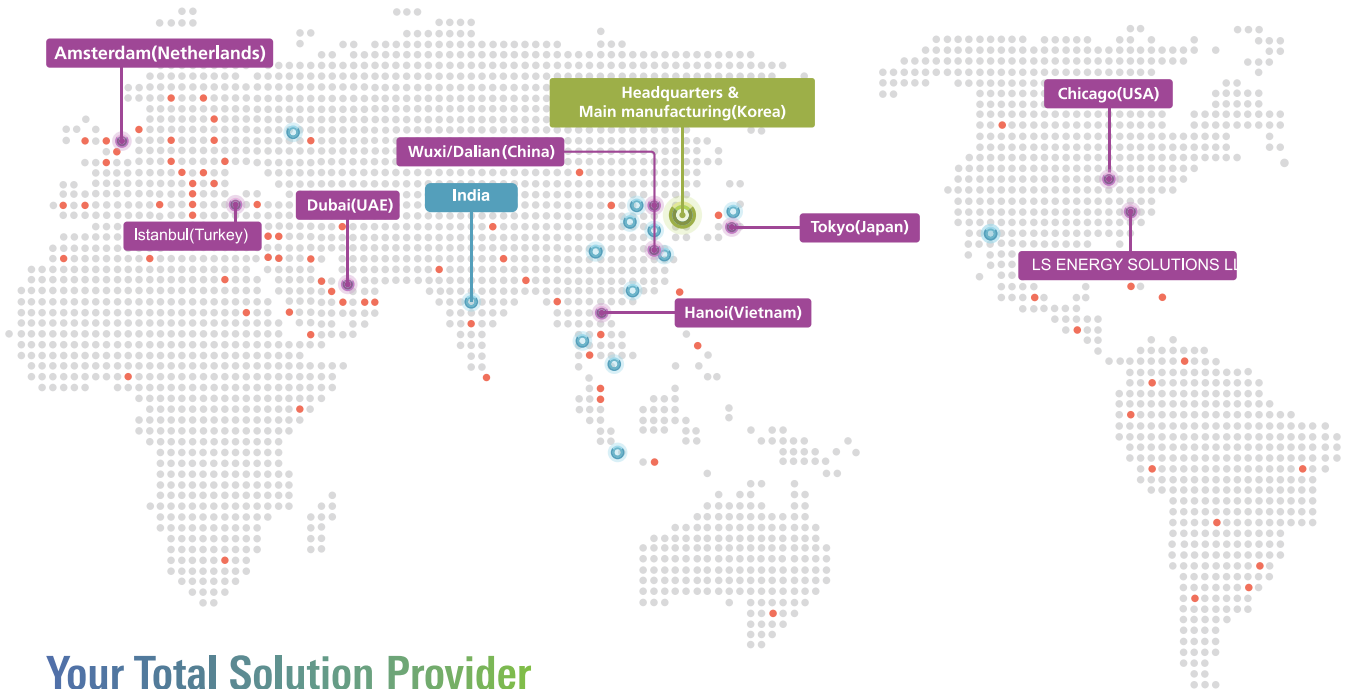 Amsterdam(Netherlands)
Headquarters &
Main manufacturing(Korea)
Chicago(USA)
Wuxi/Dalian(China)
India
Dubai(UAE)
Istanbul(Turkey)
Tokyo(Japan)
LS ENERGY SOLUTIONS LL
Hanoi(Vietnam)
Your Total Solution Provider